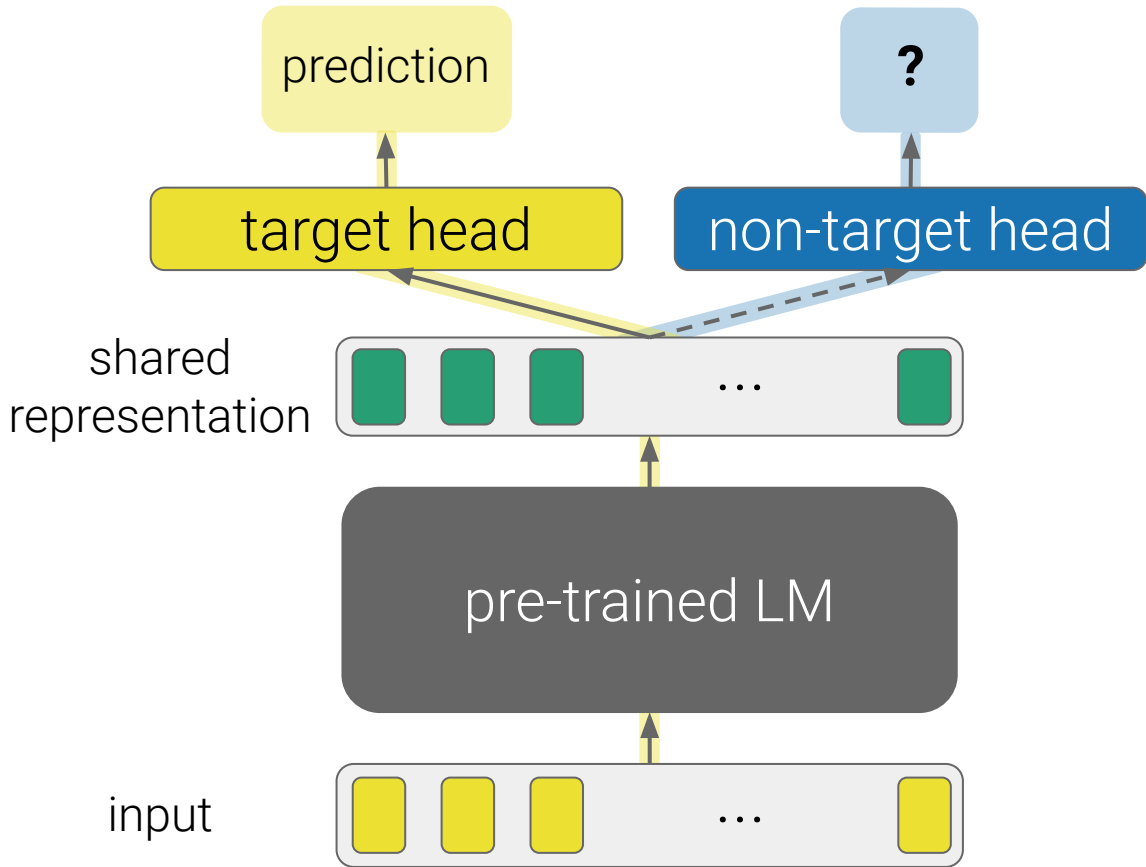 prediction
?
target head
non-target head
shared
representation
...
pre-trained LM
input
...